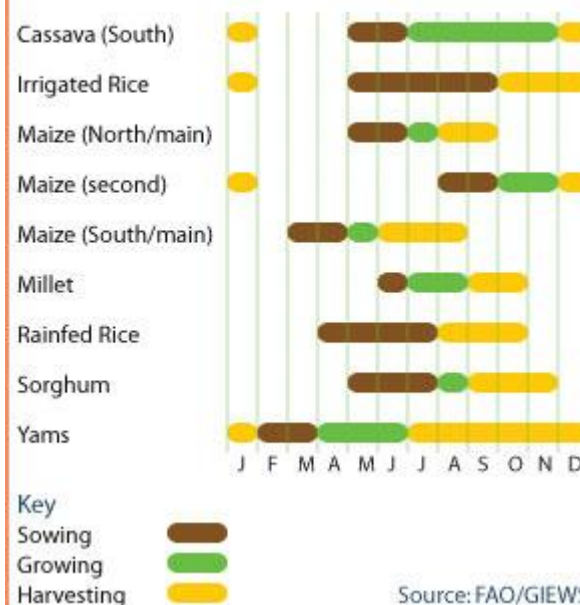 Cassava (South)
Irrigated Rice
Maize (North/main)
Maize (second)
Maize (South/main)
Millet
Rainfed Rice
Sorghum
Yams
J F M A M J J A S O N D
Key
Sowing
Growing
Harvesting
Source: FAO/GIEWS